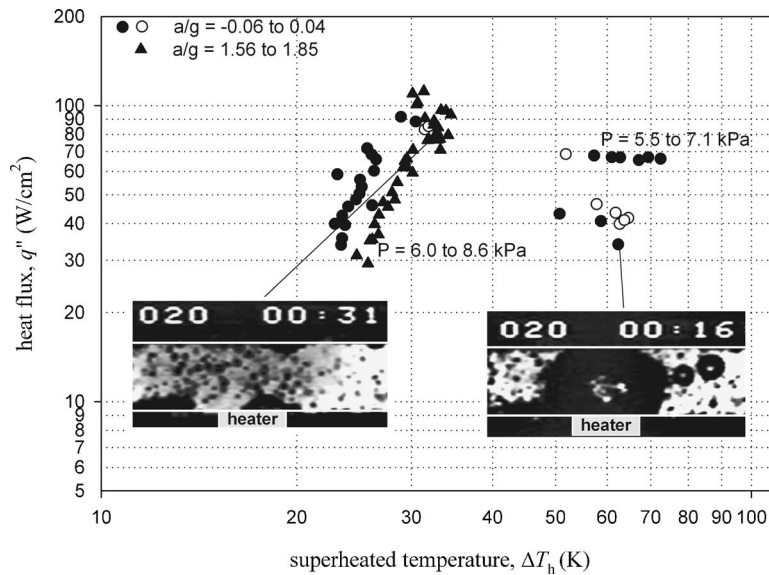 200
a/g = -0.06 to 0.04
a/g = 1.56 to 1.85
100
90
80
70
60
50
40
30
20
10
9
8
7
6
5
P = 5.5 to 7.1 kPa
P = 6.0 to 8.6 kPa
020 00:31
heater
020 00:16
heater
heat flux, q" (W/cm²)
10 20 30 40 50 60 70 80 90 100
superheated temperature, ΔTh (K)